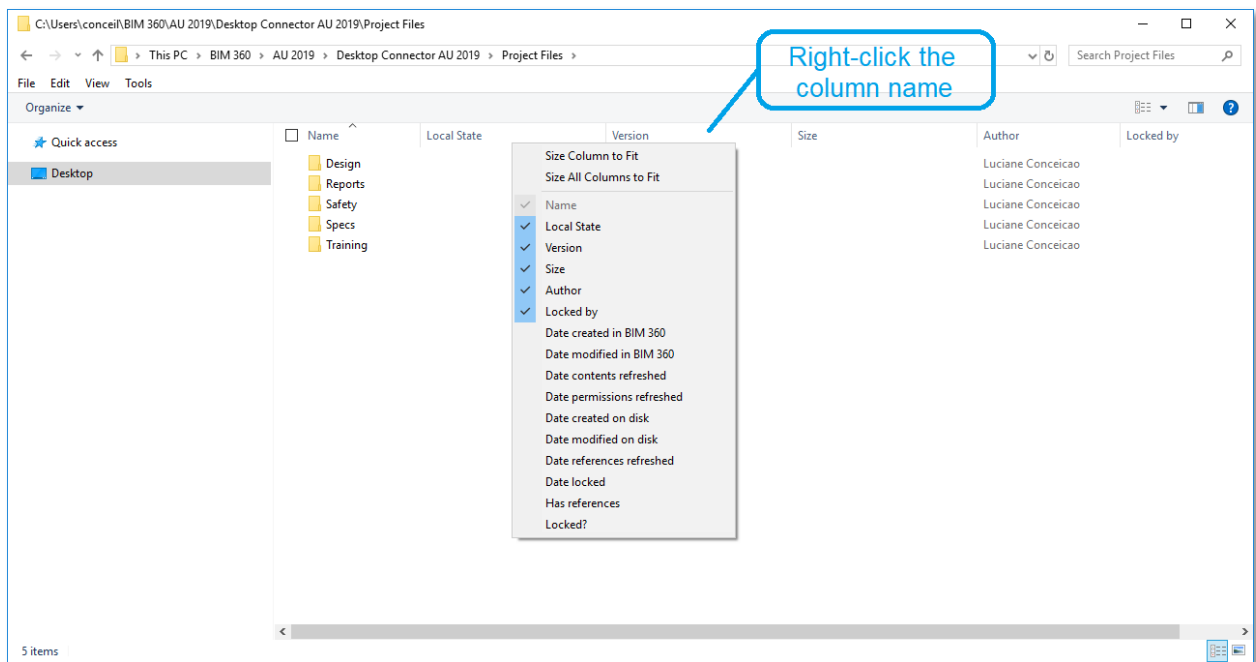 C:\Users\conceil\BIM 360\AU 2019\Desktop Connector AU 2019\Project Files
This PC > BIM 360 > AU 2019 > Desktop Connector AU 2019 > Project Files >
Search Project Files
Right-click the
column name
File Edit View Tools
Organize
Quick access
Desktop
Name Local State Version Size Author Locked by
Design Luciane Conceicao
Reports Luciane Conceicao
Safety Luciane Conceicao
Specs Luciane Conceicao
Training Luciane Conceicao
Size Column to Fit
Size All Columns to Fit
Name
Local State
Version
Size
Author
Locked by
Date created in BIM 360
Date modified in BIM 360
Date contents refreshed
Date permissions refreshed
Date created on disk
Date modified on disk
Date references refreshed
Date locked
Has references
Locked?
5 items